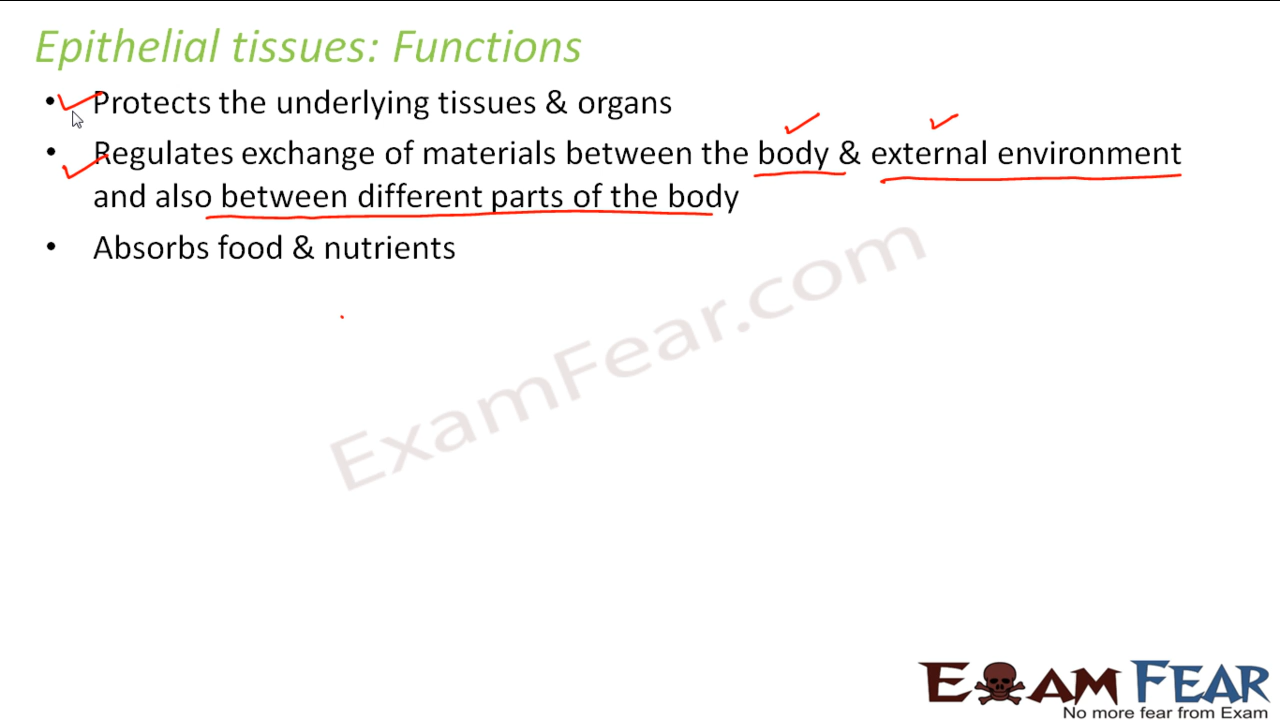 Epithelial tissues: Functions
• Protects the underlying tissues & organs
• Regulates exchange of materials between the body & external environment
and also between different parts of the body
• Absorbs food & nutrients
ExamFear.com
EXAM FEAR
No more fear from Exam